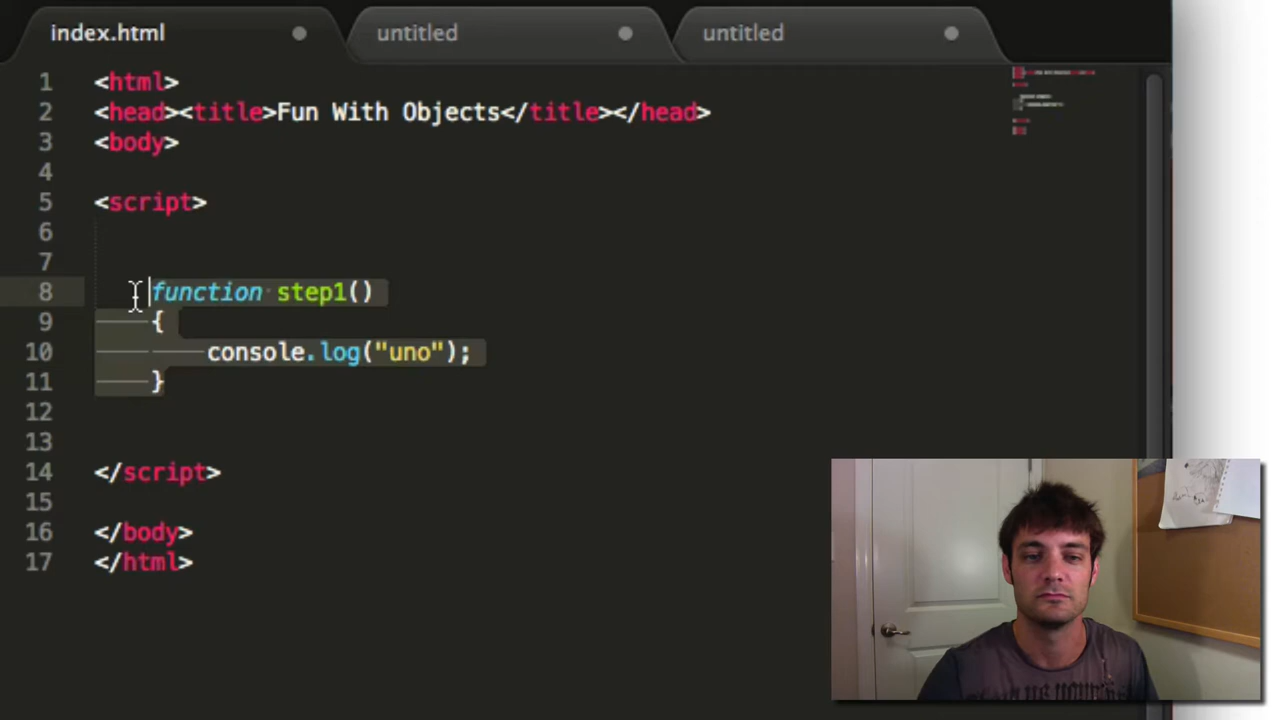 index.html
untitled
untitled
1 <html>
2 <head><title>Fun With Objects</title></head>
3 <body>
4
5 <script>
6
7
8 function step1()
9 {
10 console.log("uno");
11 }
12
13
14 </script>
15
16 </body>
17 </html>